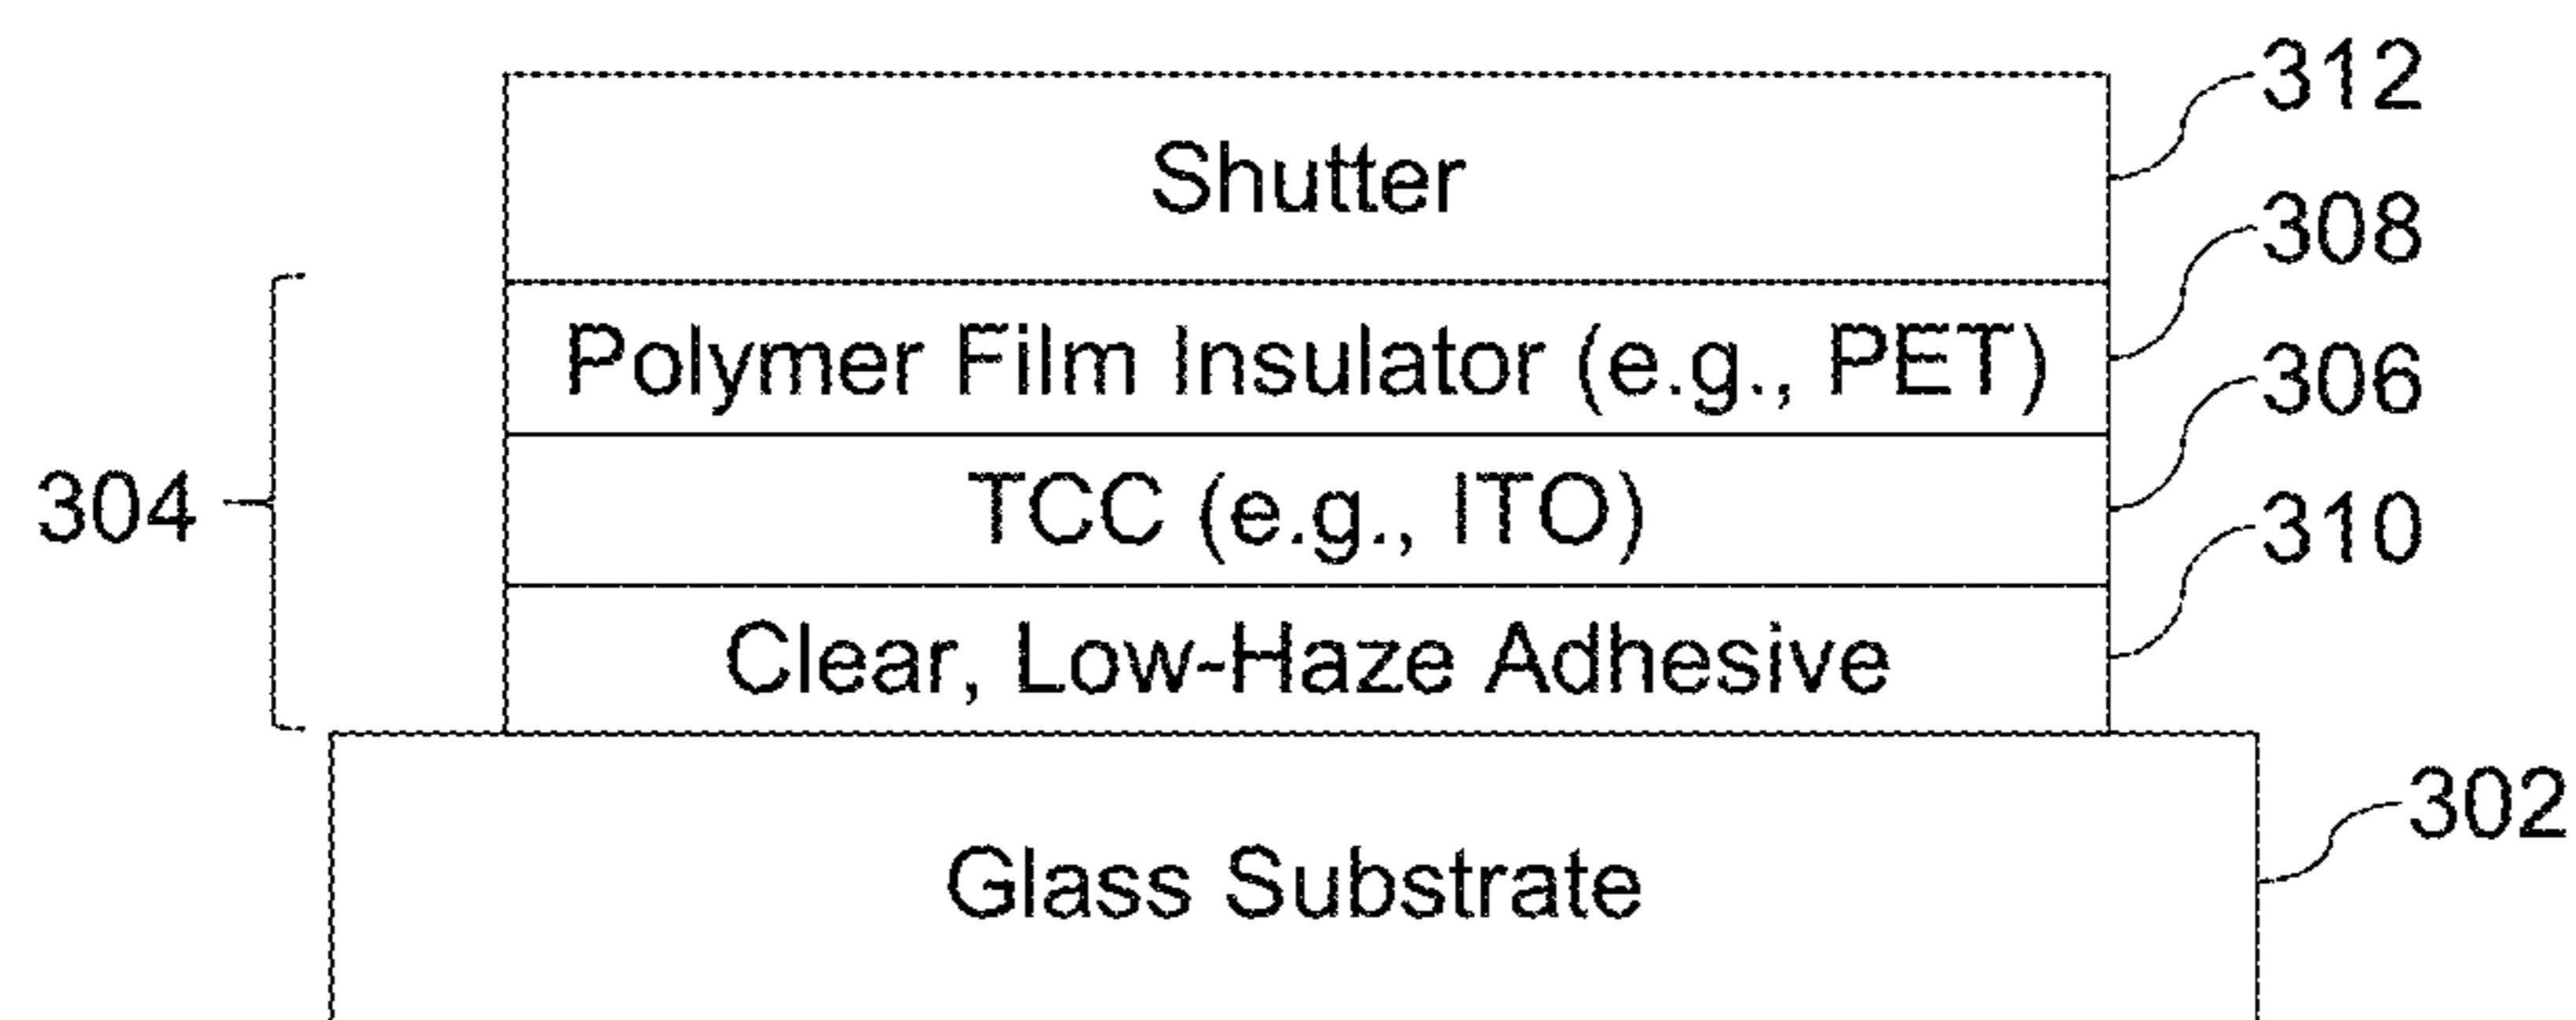 312
Shutter
308
Polymer Film Insulator (e.g., PET)
306
304
TCC (e.g., ITO)
310
Clear, Low-Haze Adhesive
302
Glass Substrate